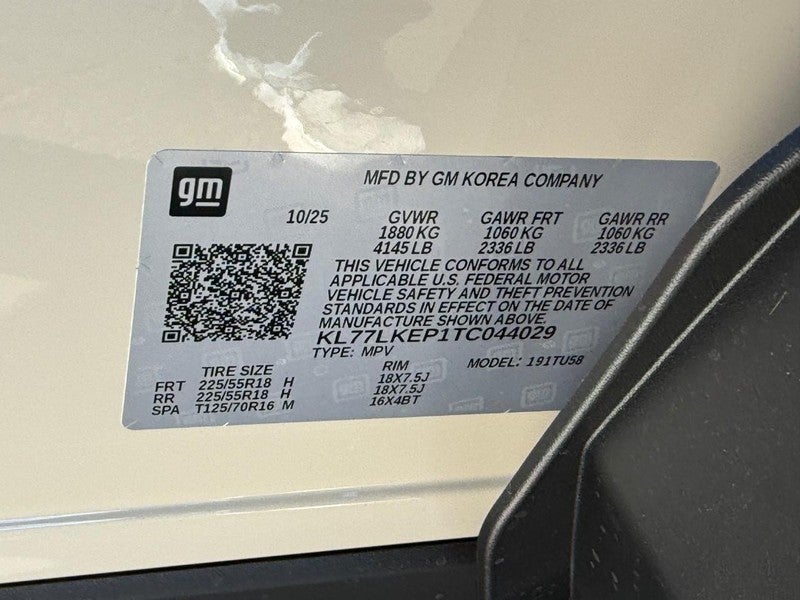 gm
MFD BY GM KOREA COMPANY
10/25 GVWR GAWR FRT GAWR RR
1880 KG 1060 KG 1060 KG
4145 LB 2336 LB 2336 LB
THIS VEHICLE CONFORMS TO ALL
APPLICABLE U.S. FEDERAL MOTOR
VEHICLE SAFETY AND THEFT PREVENTION
STANDARDS IN EFFECT ON THE DATE OF
MANUFACTURE SHOWN ABOVE.
KL77LKEP1TC044029
TYPE: MPV MODEL: 191TU58
TIRE SIZE RIM
FRT 225/55R18 H 18X7.5J
RR 225/55R18 H 18X7.5J
SPA T125/70R16 M 16X4BT